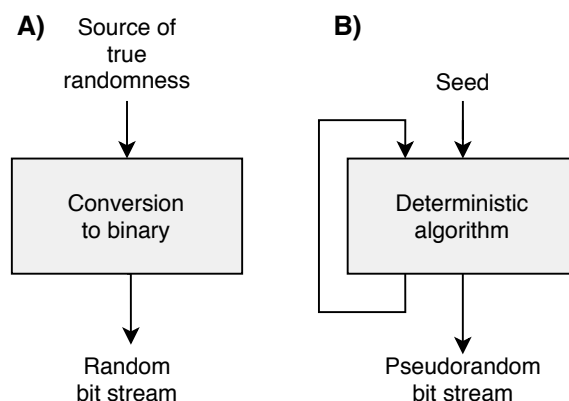 A)
Source of
true
randomness
Conversion
to binary
Random
bit stream
B)
Seed
Deterministic
algorithm
Pseudorandom
bit stream